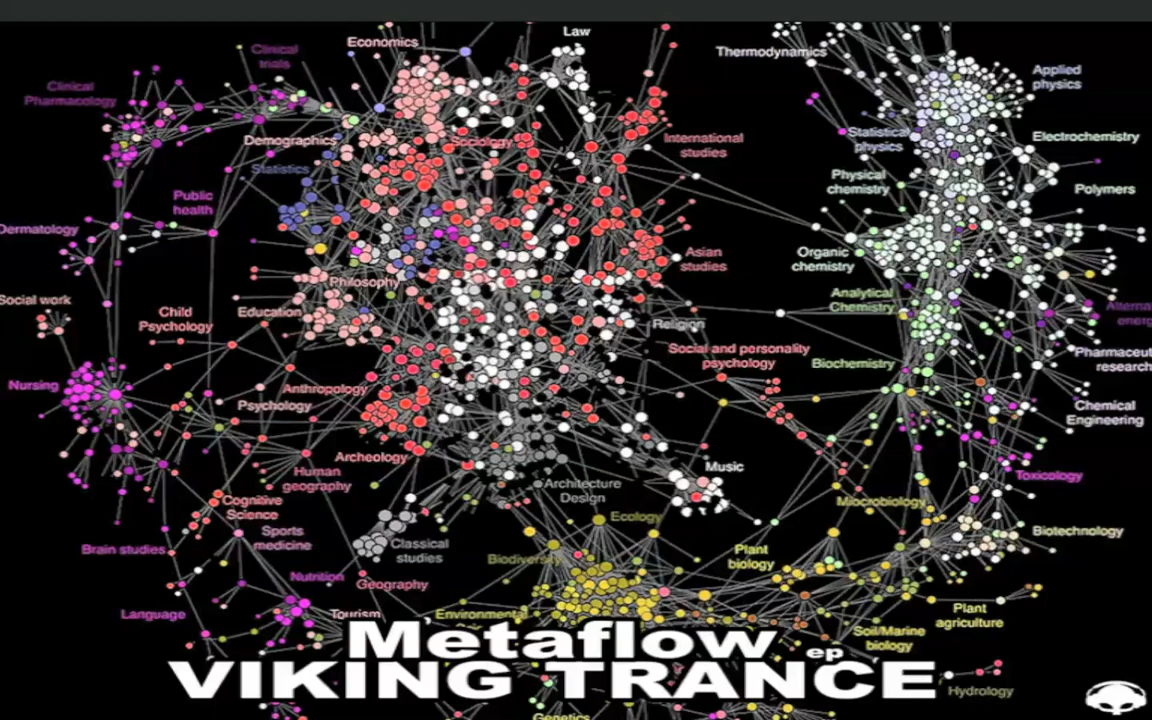 Law
Economics
Clinical
trials
Thermodynamics
Applied
physics
Clinical
Pharmacology
Demographics
Sociology
International
studies
Statistical
physics
Electrochemistry
Statistics
Physical
chemistry
Polymers
Public
health
Dermatology
Organic
chemistry
Asian
studies
Philosophy
Analytical
Chemistry
Social work
Child
Psychology
Education
Religion
Social and personality
psychology
Biochemistry
Pharmaceut
research
Nursing
Anthropology
Psychology
Chemical
Engineering
Archeology
Human
geography
Music
Architecture
Design
Toxicology
Cognitive
Science
Microbiology
Ecology
Sports
medicine
Classical
studies
Biotechnology
Brain studies
Biodiversity
Plant
biology
Nutrition
Geography
Language
Tourism
Environmental
Plant
agriculture
Soil/Marine
biology
Metaflow ep
VIKING TRANCE
Hydrology
Genetics